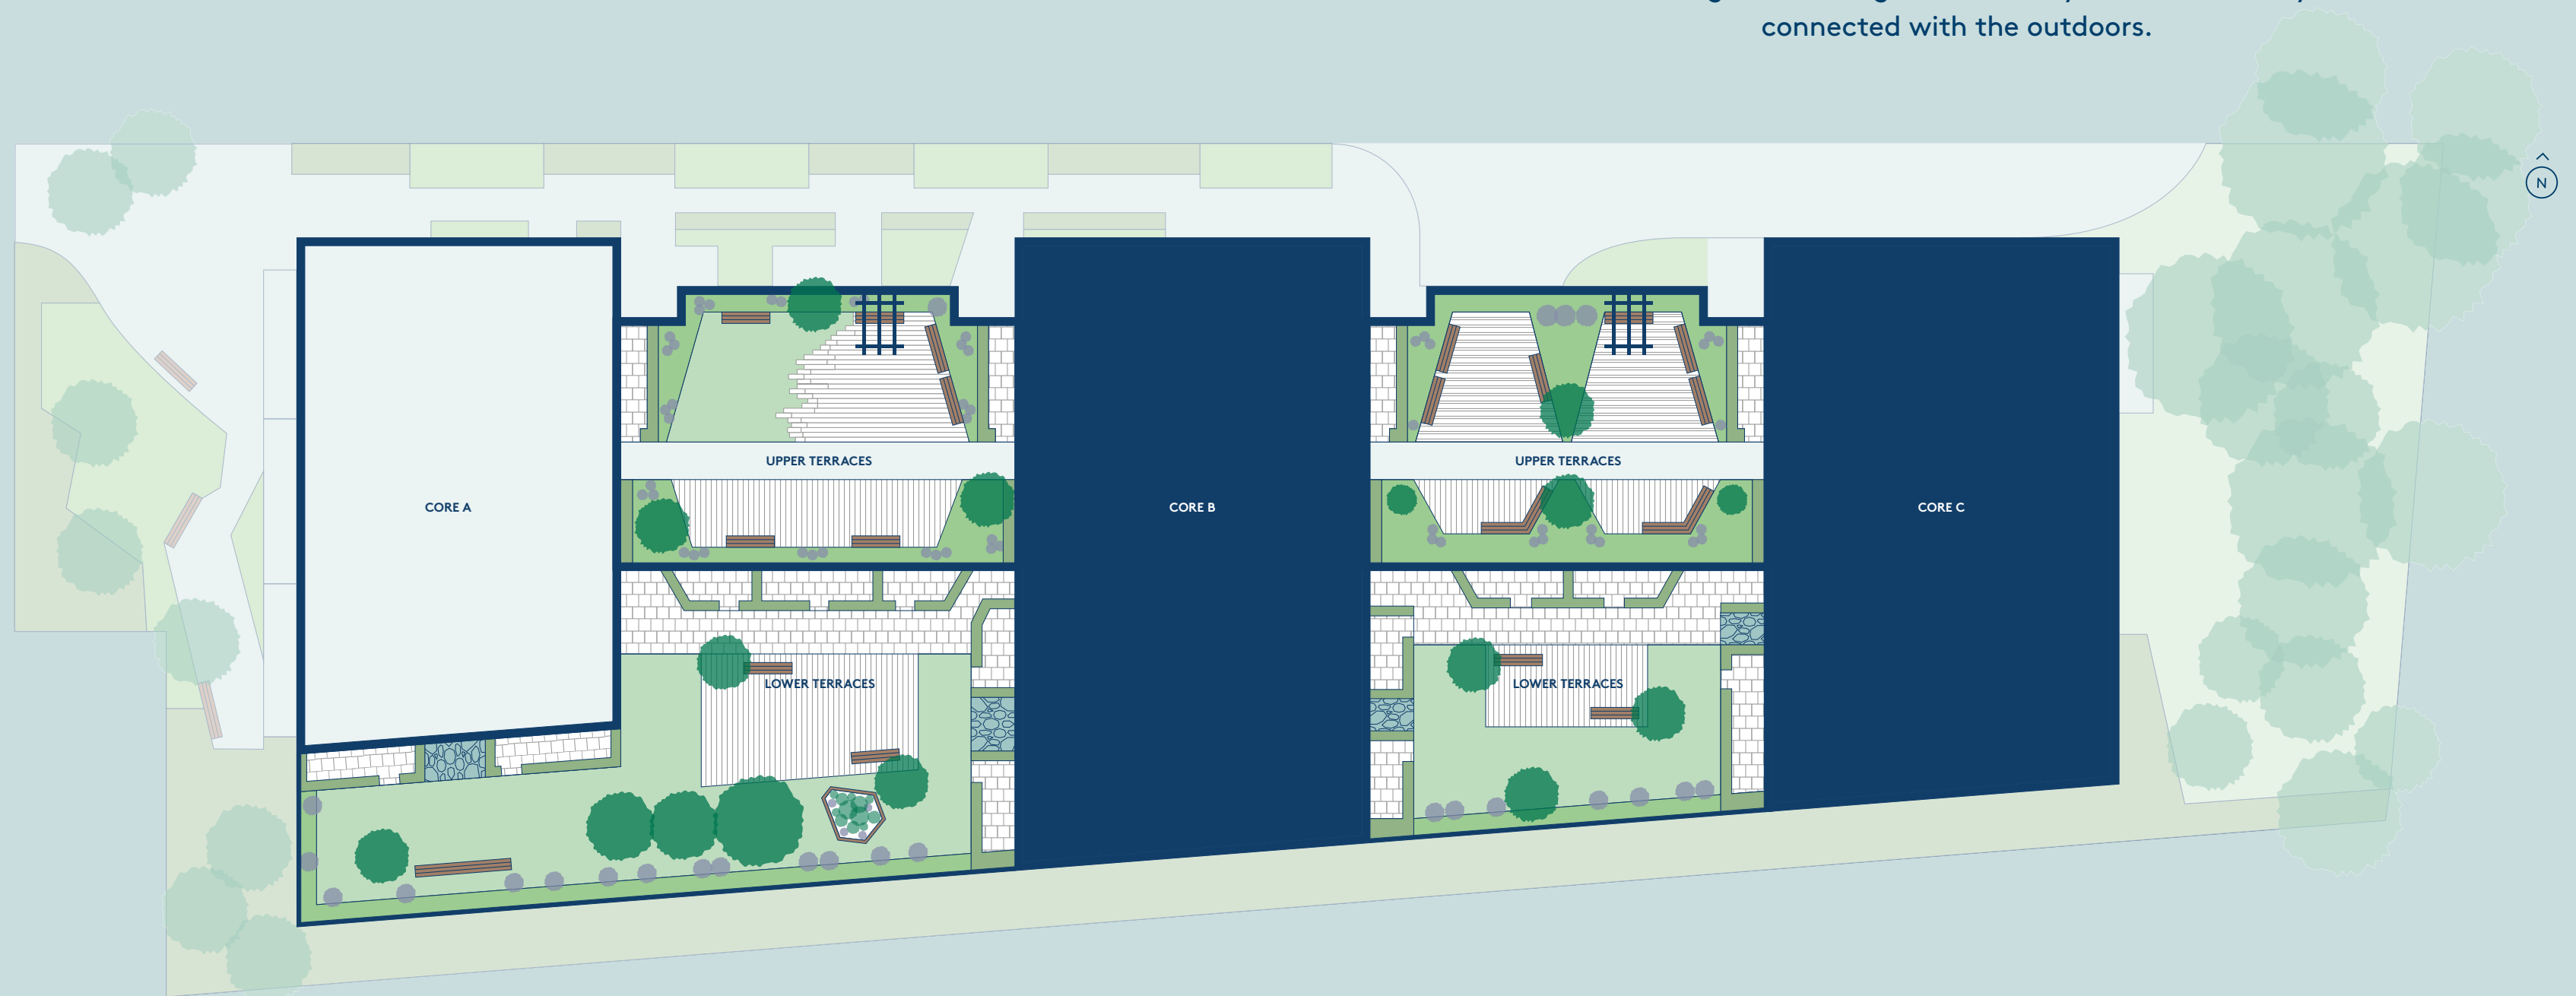 connected with the outdoors.
N
UPPER TERRACES
UPPER TERRACES
CORE A
CORE B
CORE C
LOWER TERRACES
LOWER TERRACES